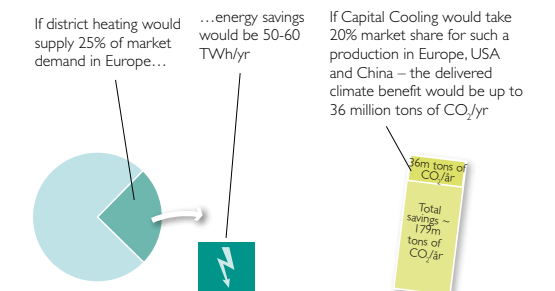 If district heating would
supply 25% of market
demand in Europe…
…energy savings
would be 50-60
TWh/yr
If Capital Cooling would take
20% market share for such a
production in Europe, USA
and China – the delivered
climate benefit would be up to
36 million tons of CO₂/yr
36m tons of
CO₂/år
Total
savings ~
179m
tons of
CO₂/år